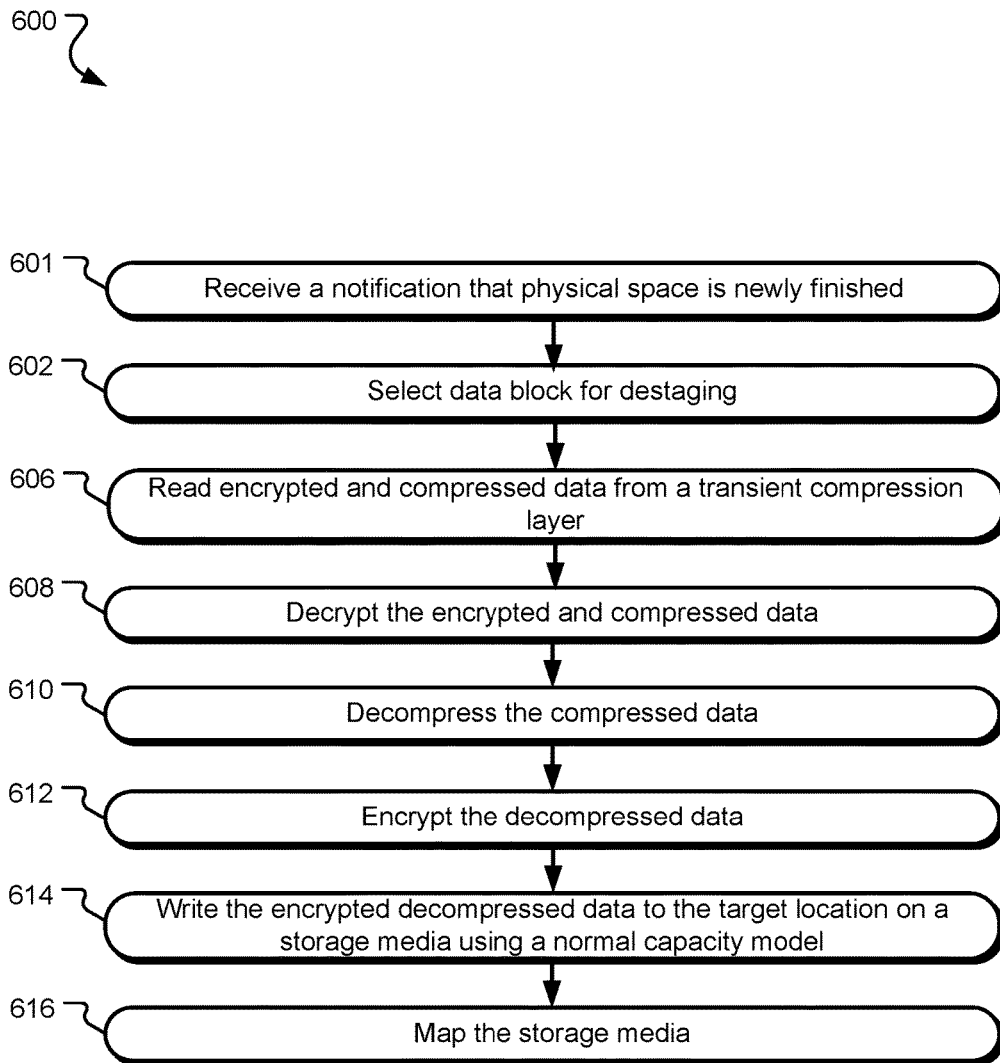 600
601
Receive a notification that physical space is newly finished
602
Select data block for destaging
606
Read encrypted and compressed data from a transient compression
layer
608
Decrypt the encrypted and compressed data
610
Decompress the compressed data
612
Encrypt the decompressed data
614
Write the encrypted decompressed data to the target location on a
storage media using a normal capacity model
616
Map the storage media